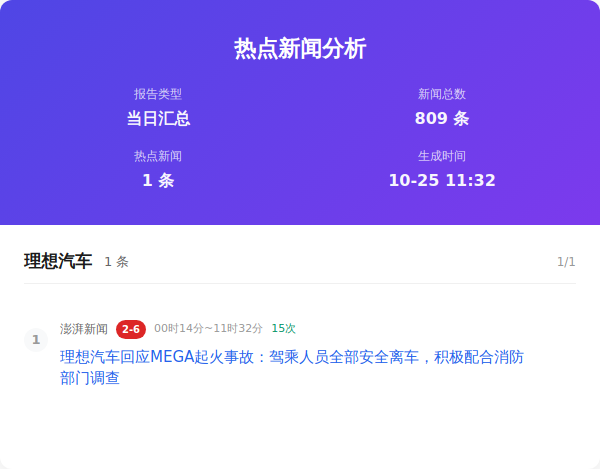 热点新闻分析
报告类型
当日汇总
新闻总数
809 条
热点新闻
1 条
生成时间
10-25 11:32
理想汽车 1 条 1/1
1
澎湃新闻 2-6 00时14分~11时32分 15次
理想汽车回应MEGA起火事故：驾乘人员全部安全离车，积极配合消防
部门调查